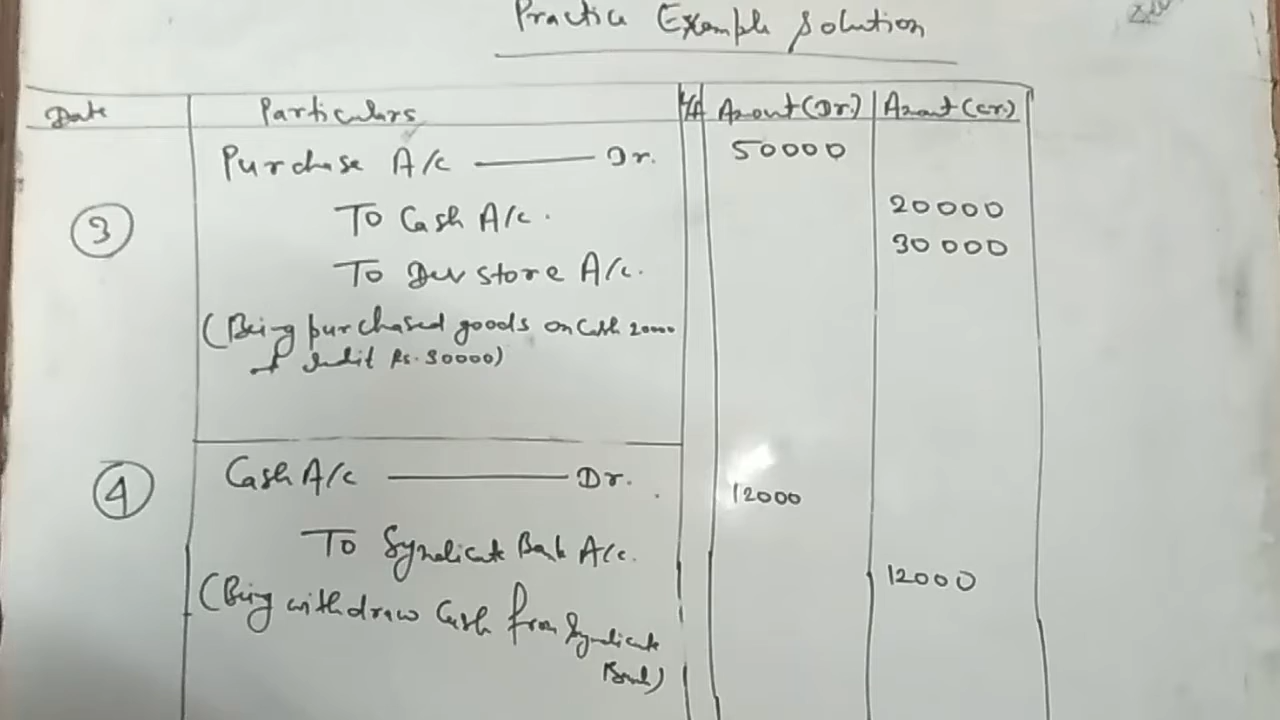 Practice Example Solution
Date Particulars Amount (Dr.) Amount (cr.)
Purchase A/c Dr. 50000
3 To Cash A/c. 20000
To Dev store A/c. 30000
(Being purchased goods on Cash 20000
& Credit Rs. 30000)
4 Cash A/c Dr. 12000
To Syndicate Bank A/c. 12000
(Being withdraw Cash from Syndicate
Bank)